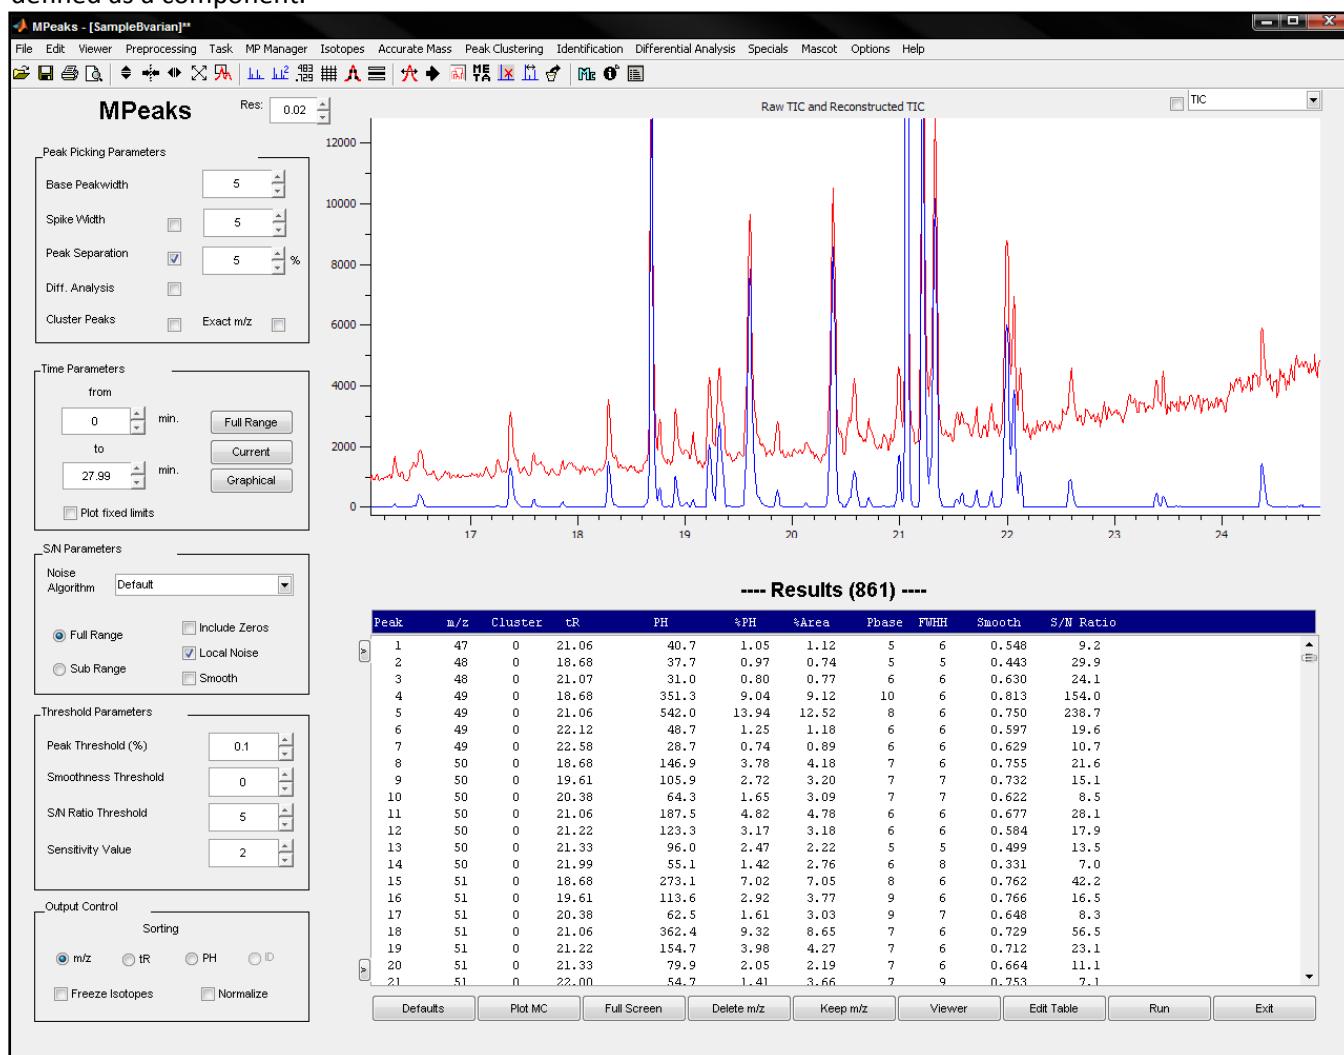 defined as a component.
MPeaks - [SampleBvarian]**
File Edit Viewer Preprocessing Task MP Manager Isotopes Accurate Mass Peak Clustering Identification Differential Analysis Specials Mascot Options Help
MPeaks
Res: 0.02
Raw TIC and Reconstructed TIC
TIC
Peak Picking Parameters
Base Peakwidth 5
Spike Width 5
Peak Separation 5 %
Diff. Analysis
Cluster Peaks Exact m/z
Time Parameters
from
0 min. Full Range
to Current
27.99 min. Graphical
Plot fixed limits
12000
10000
8000
6000
4000
2000
0
17 18 19 20 21 22 23 24
S/N Parameters
Noise
Algorithm Default
Full Range Include Zeros
Local Noise
Sub Range Smooth
Threshold Parameters
Peak Threshold (%) 0.1
Smoothness Threshold 0
S/N Ratio Threshold 5
Sensitivity Value 2
Output Control
Sorting
m/z tR PH ID
Freeze Isotopes Normalize
---- Results (861) ----
Peak m/z Cluster tR PH %PH %Area Pbase FWHH Smooth S/N Ratio
1 47 0 21.06 40.7 1.05 1.12 5 6 0.548 9.2
2 48 0 18.68 37.7 0.97 0.74 5 5 0.443 29.9
3 48 0 21.07 31.0 0.80 0.77 6 6 0.630 24.1
4 49 0 18.68 351.3 9.04 9.12 10 6 0.813 154.0
5 49 0 21.06 542.0 13.94 12.52 8 6 0.750 238.7
6 49 0 22.12 48.7 1.25 1.18 6 6 0.597 19.6
7 49 0 22.58 28.7 0.74 0.89 6 6 0.629 10.7
8 50 0 18.68 146.9 3.78 4.18 7 6 0.755 21.6
9 50 0 19.61 105.9 2.72 3.20 7 7 0.732 15.1
10 50 0 20.38 64.3 1.65 3.09 7 7 0.622 8.5
11 50 0 21.06 187.5 4.82 4.78 6 6 0.677 28.1
12 50 0 21.22 123.3 3.17 3.18 6 6 0.584 17.9
13 50 0 21.33 96.0 2.47 2.22 5 5 0.499 13.5
14 50 0 21.99 55.1 1.42 2.76 6 8 0.331 7.0
15 51 0 18.68 273.1 7.02 7.05 8 6 0.762 42.2
16 51 0 19.61 113.6 2.92 3.77 9 6 0.766 16.5
17 51 0 20.38 62.5 1.61 3.03 9 7 0.648 8.3
18 51 0 21.06 362.4 9.32 8.65 7 6 0.729 56.5
19 51 0 21.22 154.7 3.98 4.27 7 6 0.712 23.1
20 51 0 21.33 79.9 2.05 2.19 7 6 0.664 11.1
21 51 0 22.00 54.7 1.41 3.66 7 9 0.753 7.1
Defaults Plot MC Full Screen Delete m/z Keep m/z Viewer Edit Table Run Exit